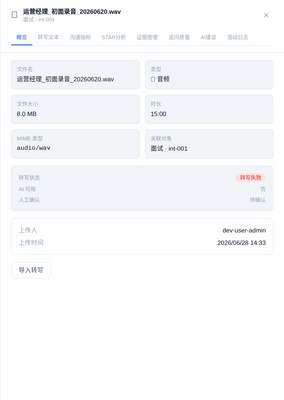 运营经理_初面录音_20260620.wav
面试 · int-001
概览 转写文本 沟通指标 STAR分析 证据密度 追问质量 AI建议 活动日志
文件名
运营经理_初面录音_20260620.wav
类型
音频
文件大小
8.0 MB
时长
15:00
MIME 类型
audio/wav
关联对象
面试 · int-001
转写状态 转写失败
AI 可用 否
人工确认 待确认
上传人 dev-user-admin
上传时间 2026/06/28 14:33
导入转写